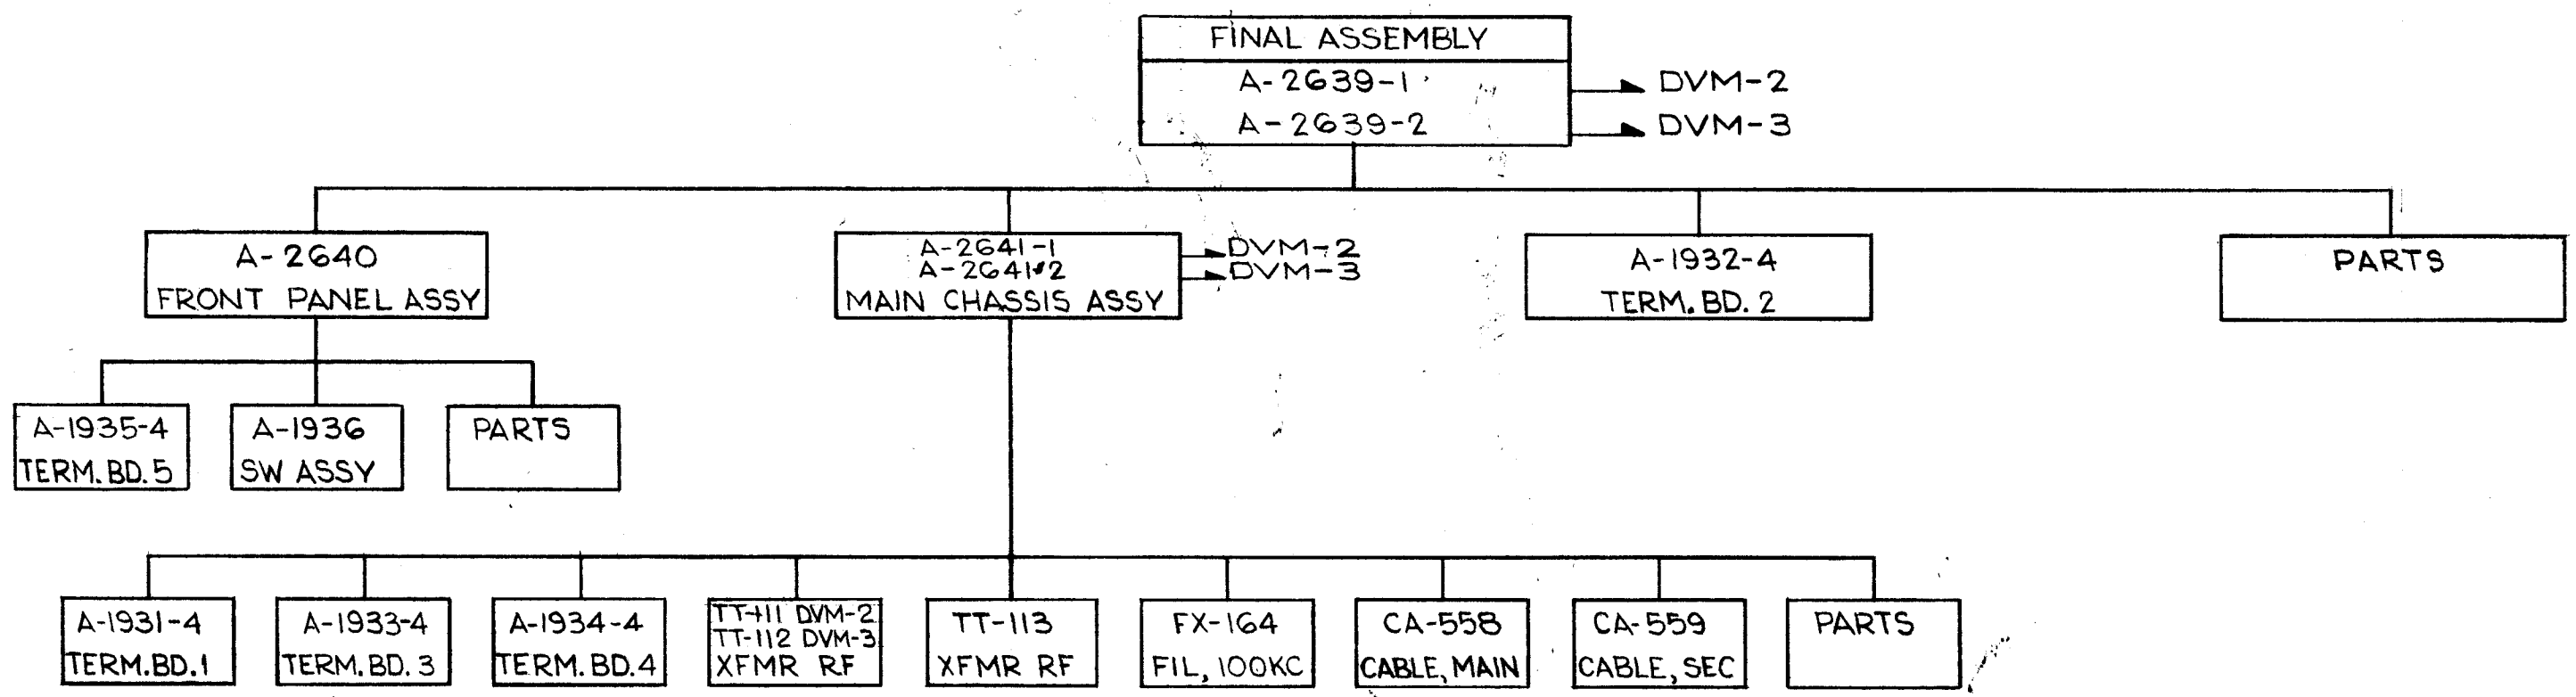 FINAL ASSEMBLY
A-2639-1
DVM-2
A-2639-2
DVM-3
A-2640
FRONT PANEL ASSY
A-2641-1
DVM-2
A-2641-2
DVM-3
MAIN CHASSIS ASSY
A-1932-4
TERM. BD. 2
PARTS
A-1935-4
TERM. BD. 5
A-1936
SW ASSY
PARTS
A-1931-4
TERM. BD. 1
A-1933-4
TERM. BD. 3
A-1934-4
TERM. BD. 4
TT-111 DVM-2
TT-112 DVM-3
XFMR RF
TT-113
XFMR RF
FX-164
FIL, 100KC
CA-558
CABLE, MAIN
CA-559
CABLE, SEC
PARTS